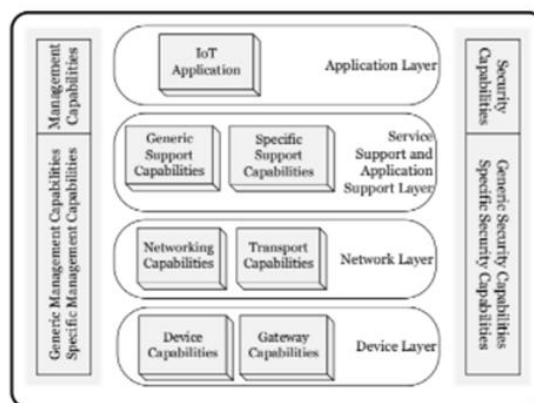 Management
Capabilities
Generic Management Capabilities
Specific Management Capabilities
IoT
Application
Application Layer
Generic
Support
Capabilities
Specific
Support
Capabilities
Service
Support and
Application
Support Layer
Networking
Capabilities
Transport
Capabilities
Network Layer
Device
Capabilities
Gateway
Capabilities
Device Layer
Security
Capabilities
Generic Security Capabilities
Specific Security Capabilities